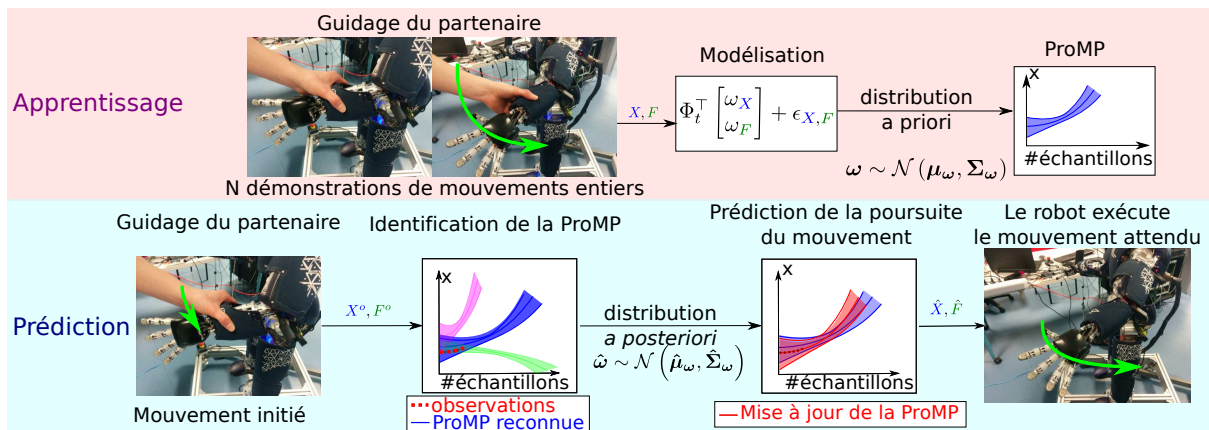 Guidage du partenaire
Apprentissage
X, F
Modélisation
Φ_t^⊤ [ω_X ω_F] + ϵ_{X,F}
distribution
a priori
ω ∼ N (μ_ω, Σ_ω)
ProMP
x
#échantillons
N démonstrations de mouvements entiers
Prédiction
Guidage du partenaire
Mouvement initié
X^o, F^o
Identification de la ProMP
x
#échantillons
observations
ProMP reconnue
distribution
a posteriori
ω̂ ∼ N (μ̂_ω, Σ̂_ω)
Prédiction de la poursuite
du mouvement
x
#échantillons
Mise à jour de la ProMP
X̂, F̂
Le robot exécute
le mouvement attendu